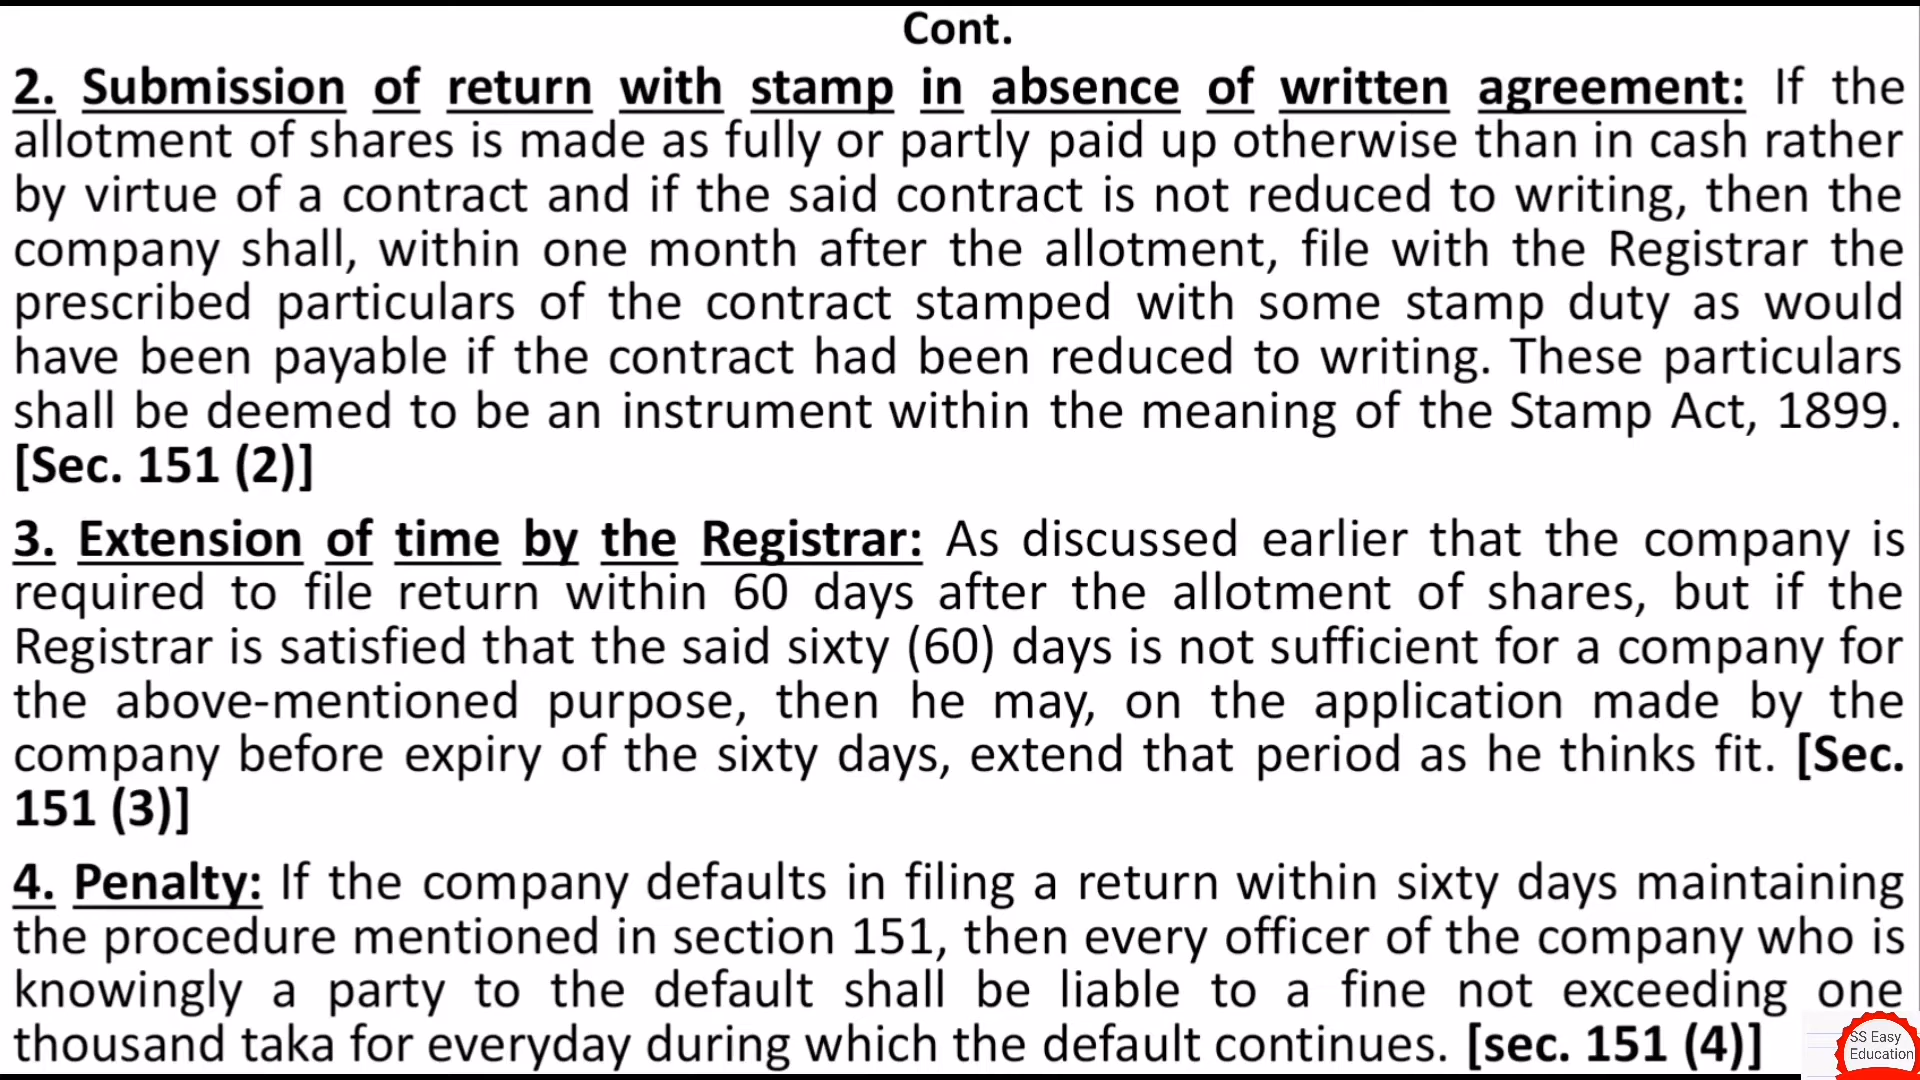 Cont.
2. Submission of return with stamp in absence of written agreement: If the
allotment of shares is made as fully or partly paid up otherwise than in cash rather
by virtue of a contract and if the said contract is not reduced to writing, then the
company shall, within one month after the allotment, file with the Registrar the
prescribed particulars of the contract stamped with some stamp duty as would
have been payable if the contract had been reduced to writing. These particulars
shall be deemed to be an instrument within the meaning of the Stamp Act, 1899.
[Sec. 151 (2)]
3. Extension of time by the Registrar: As discussed earlier that the company is
required to file return within 60 days after the allotment of shares, but if the
Registrar is satisfied that the said sixty (60) days is not sufficient for a company for
the above-mentioned purpose, then he may, on the application made by the
company before expiry of the sixty days, extend that period as he thinks fit. [Sec.
151 (3)]
4. Penalty: If the company defaults in filing a return within sixty days maintaining
the procedure mentioned in section 151, then every officer of the company who is
knowingly a party to the default shall be liable to a fine not exceeding one
thousand taka for everyday during which the default continues. [sec. 151 (4)]
SS Easy
Education